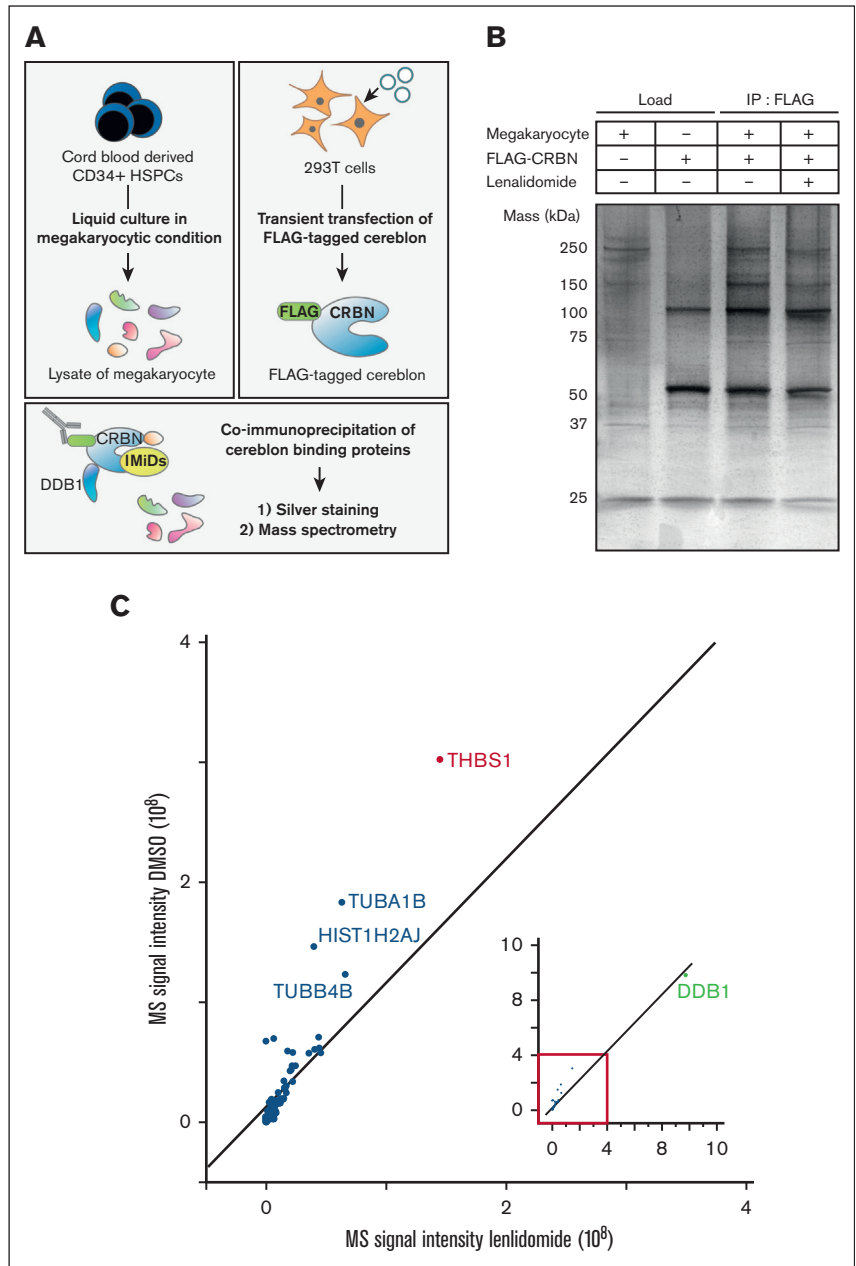 A
Cord blood derived
CD34+ HSPCs
Liquid culture in
megakaryocytic condition
Lysate of megakaryocyte
293T cells
Transient transfection of
FLAG-tagged cereblon
FLAG CRBN
FLAG-tagged cereblon
CRBN
IMiDs
DDB1
Co-immunoprecipitation of
cereblon binding proteins
1) Silver staining
2) Mass spectrometry
B
Load IP : FLAG
Megakaryocyte + – + +
FLAG-CRBN – + + +
Lenalidomide – – – +
Mass (kDa)
250
150
100
75
50
37
25
C
MS signal intensity DMSO (10⁸)
4
2
0
THBS1
TUBA1B
HIST1H2AJ
TUBB4B
10
8
4
0
DDB1
0 4 8 10
0 2 4
MS signal intensity lenlidomide (10⁸)